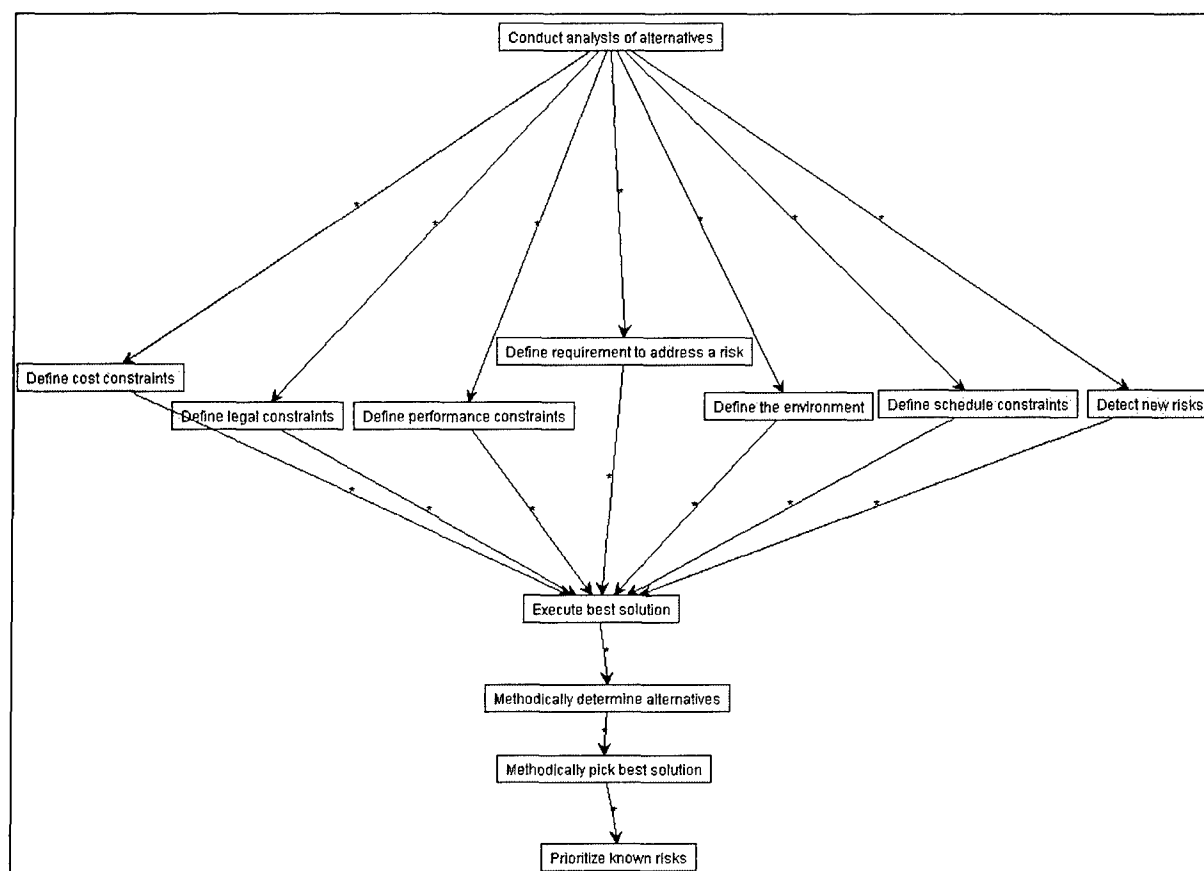 Conduct analysis of alternatives
*
*
*
*
*
*
*
Define requirement to address a risk
Define cost constraints
Define legal constraints
Define performance constraints
Define the environment
Define schedule constraints
Detect new risks
*
*
*
*
*
*
*
Execute best solution
*
Methodically determine alternatives
*
Methodically pick best solution
*
Prioritize known risks